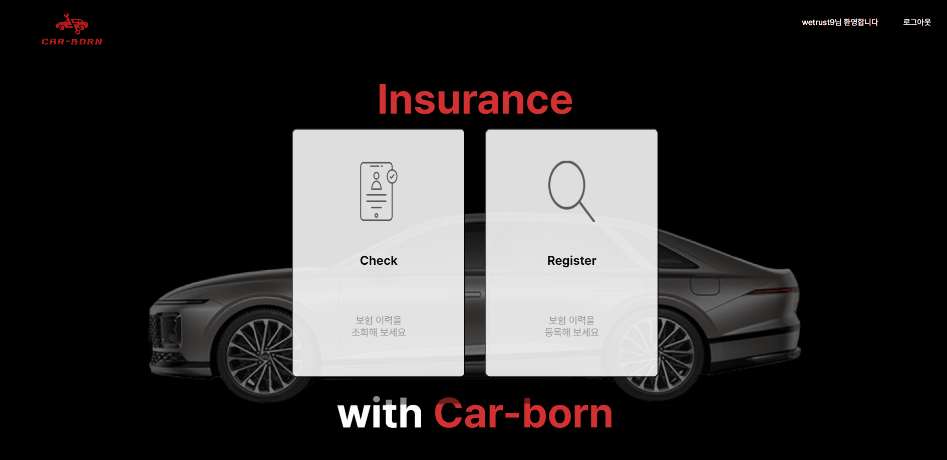 CAR-BORN
wetrust9님 환영합니다
로그아웃
Insurance
Check
보험 이력을
조회해 보세요
Register
보험 이력을
등록해 보세요
with Car-born